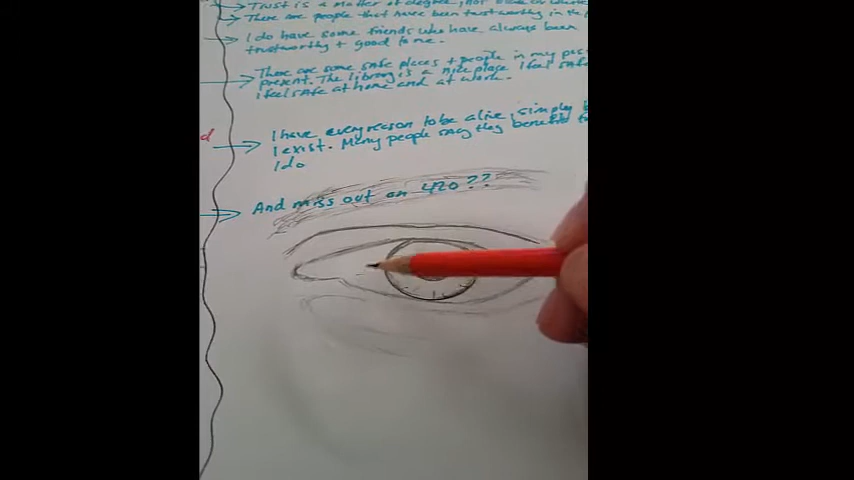 Trust is a matter of degree, not
There are people that have been trustworthy in the
I do have some friends who have always been
trustworthy + good to me.
There are some safe places + people in my
present. The library is a nice place. I feel safe
I feel safe at home and at work.
d
I have every reason to be alive, simply
I exist. Many people say they benefit
I do
And miss out on 420??